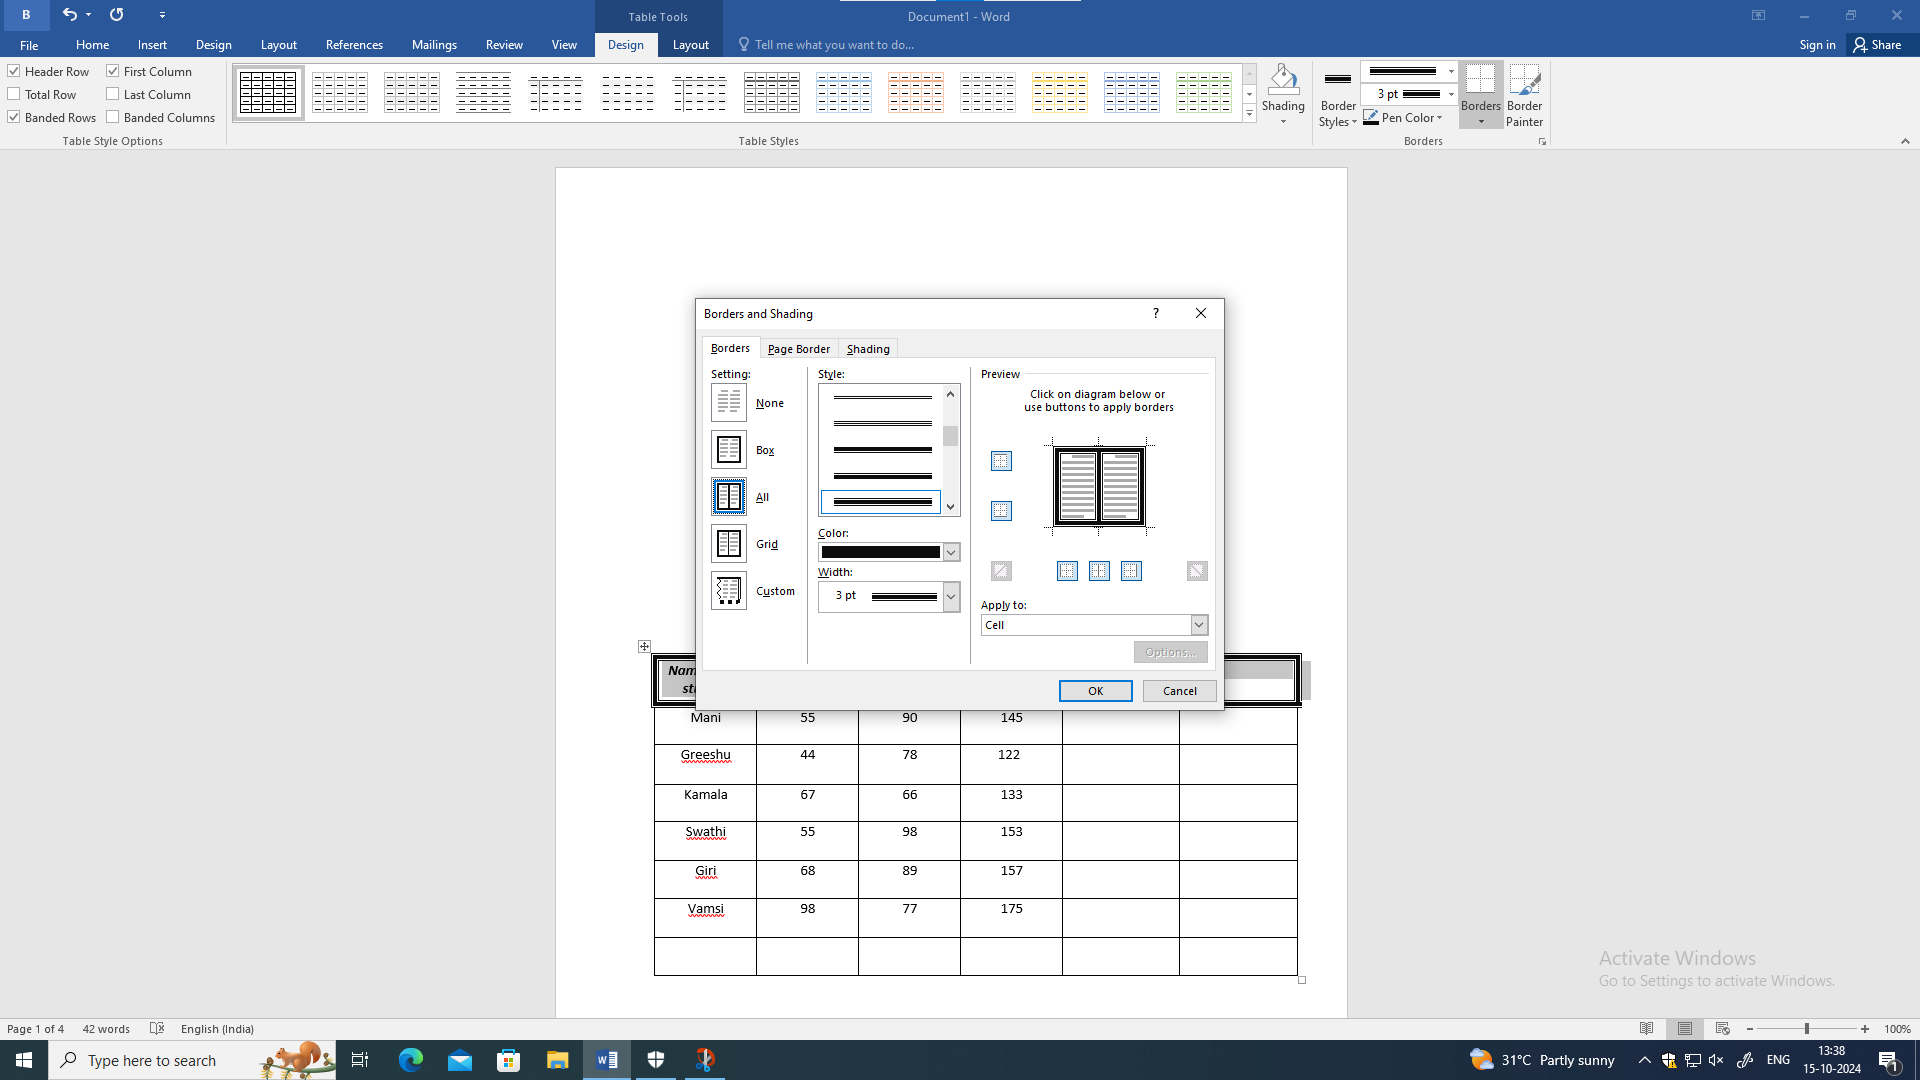 B
Table Tools
Document1 - Word
File Home Insert Design Layout References Mailings Review View Design Layout Tell me what you want to do... Sign in Share
Header Row First Column
Total Row Last Column
Banded Rows Banded Columns
Table Style Options
Table Styles
Shading
Border Styles
3 pt
Pen Color
Borders
Border Painter
Borders
Borders and Shading ?
Borders Page Border Shading
Setting:
None
Box
All
Grid
Custom
Style:
Color:
Width:
3 pt
Preview
Click on diagram below or
use buttons to apply borders
Apply to:
Cell
Options...
OK Cancel
Mani 55 90 145
Greeshu 44 78 122
Kamala 67 66 133
Swathi 55 98 153
Giri 68 89 157
Vamsi 98 77 175
Activate Windows
Go to Settings to activate Windows.
Page 1 of 4 42 words English (India) 100%
Type here to search
31°C Partly sunny ENG
13:38
15-10-2024
1